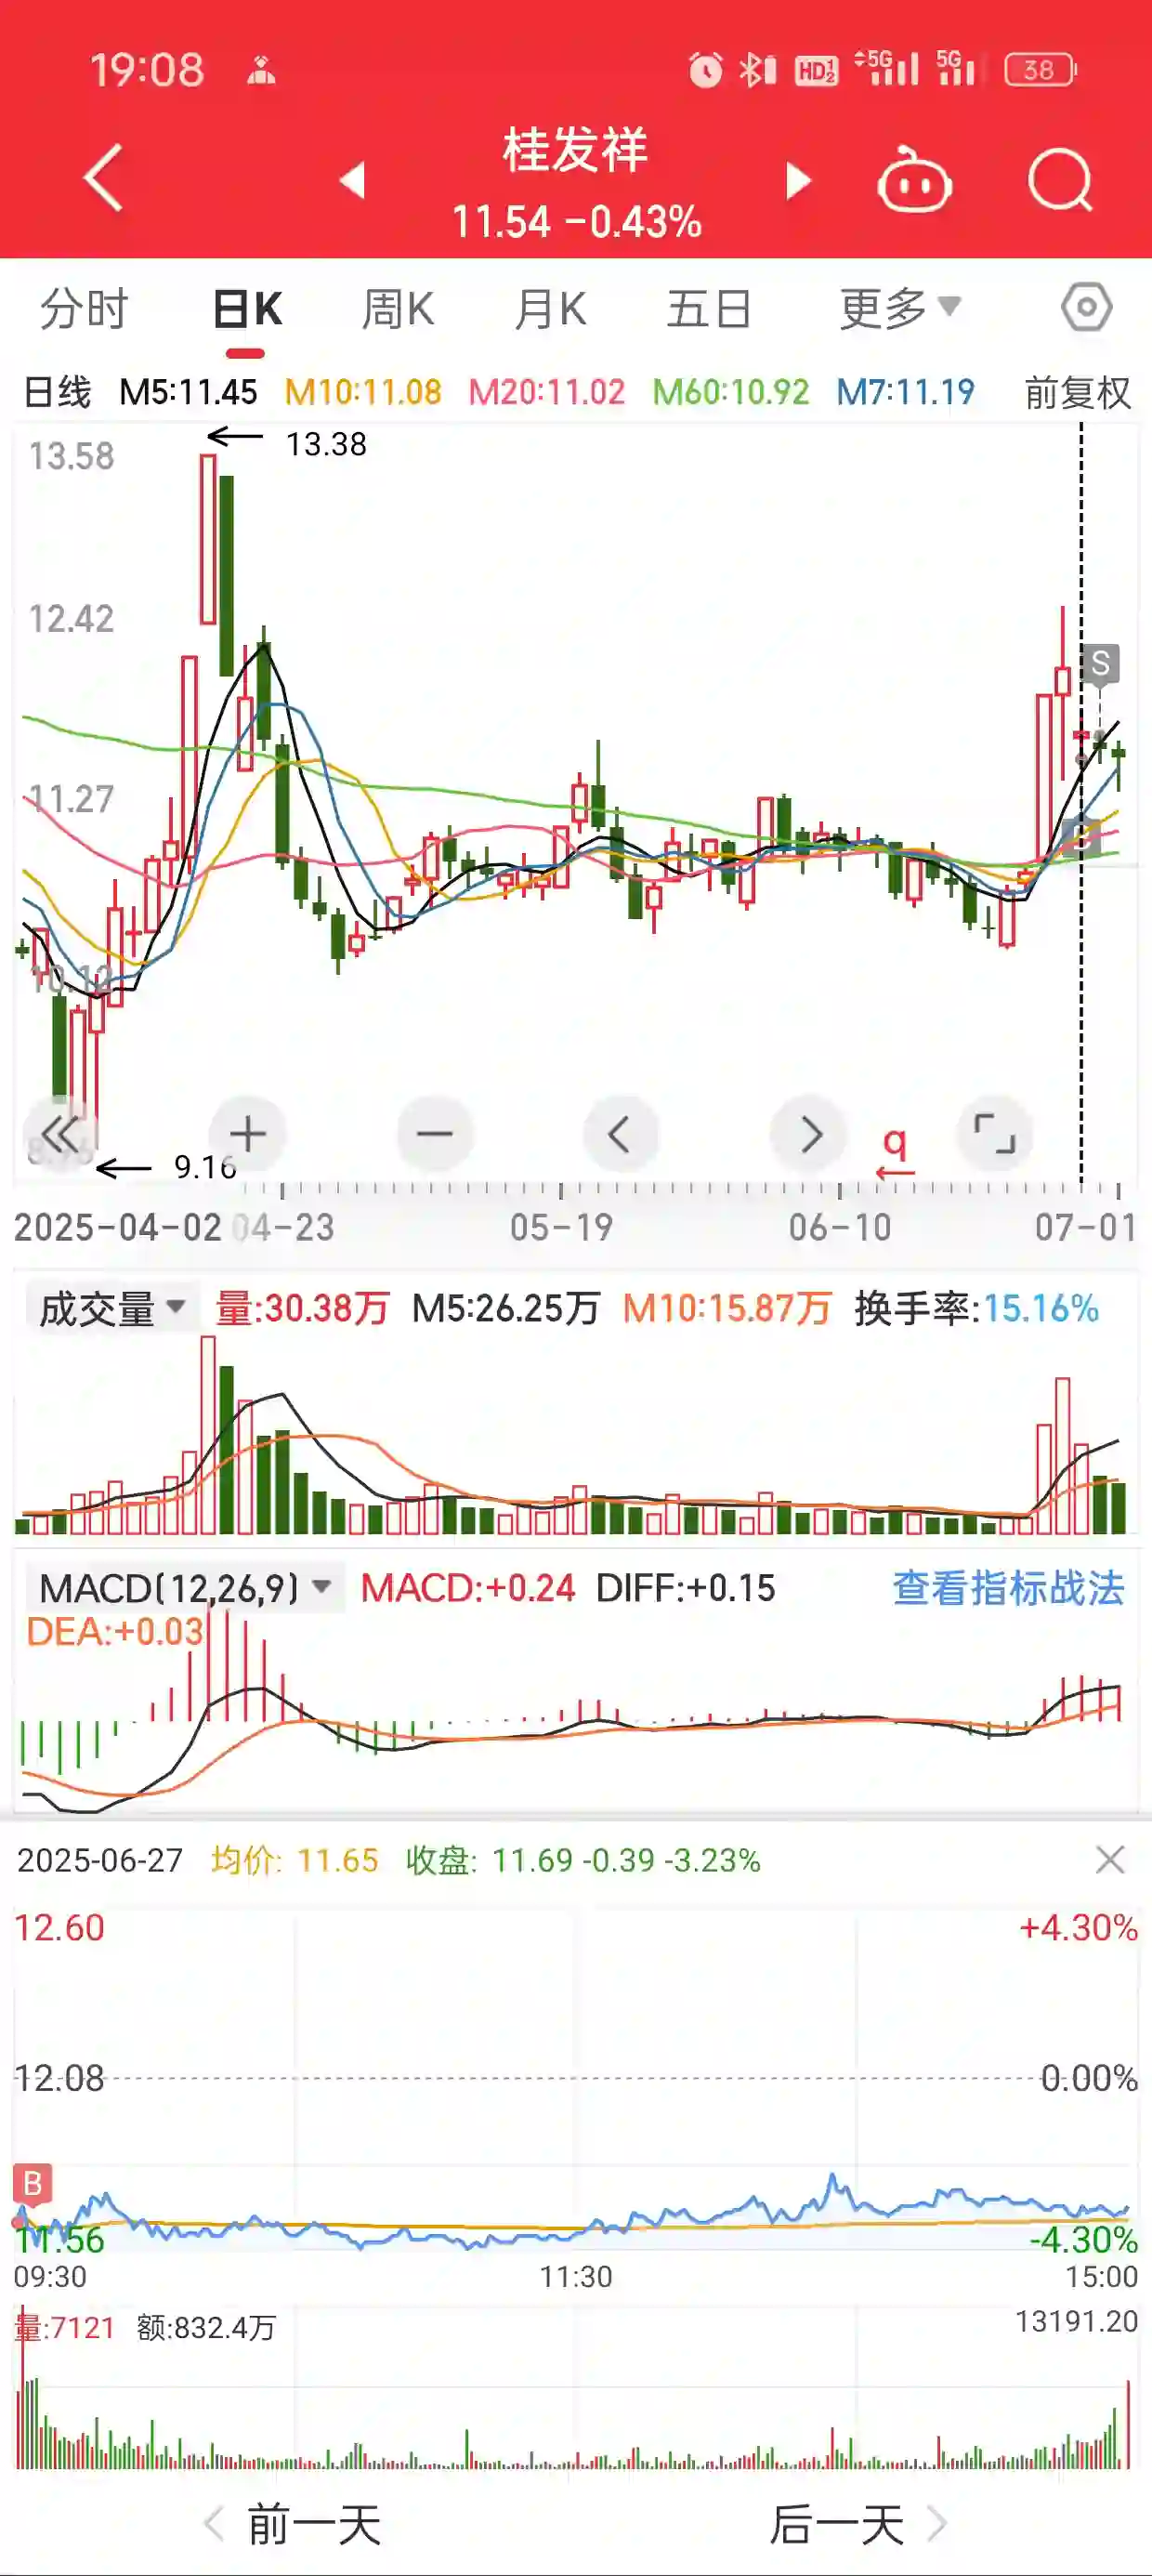 19:08 HD 5G 5G 38
桂发祥
11.54 -0.43%
分时 日K 周K 月K 五日 更多
日线 M5:11.45 M10:11.08 M20:11.02 M60:10.92 M7:11.19 前复权
13.58
13.38
12.42
S
11.27
10.12
q
9.16
2025-04-02 04-23 05-19 06-10 07-01
成交量 量:30.38万 M5:26.25万 M10:15.87万 换手率:15.16%
MACD(12,26,9) MACD:+0.24 DIFF:+0.15 查看指标战法
DEA:+0.03
2025-06-27 均价: 11.65 收盘: 11.69 -0.39 -3.23%
12.60 +4.30%
12.08 0.00%
B
11.56 -4.30%
09:30 11:30 15:00
量:7121 额:832.4万 13191.20
前一天 后一天